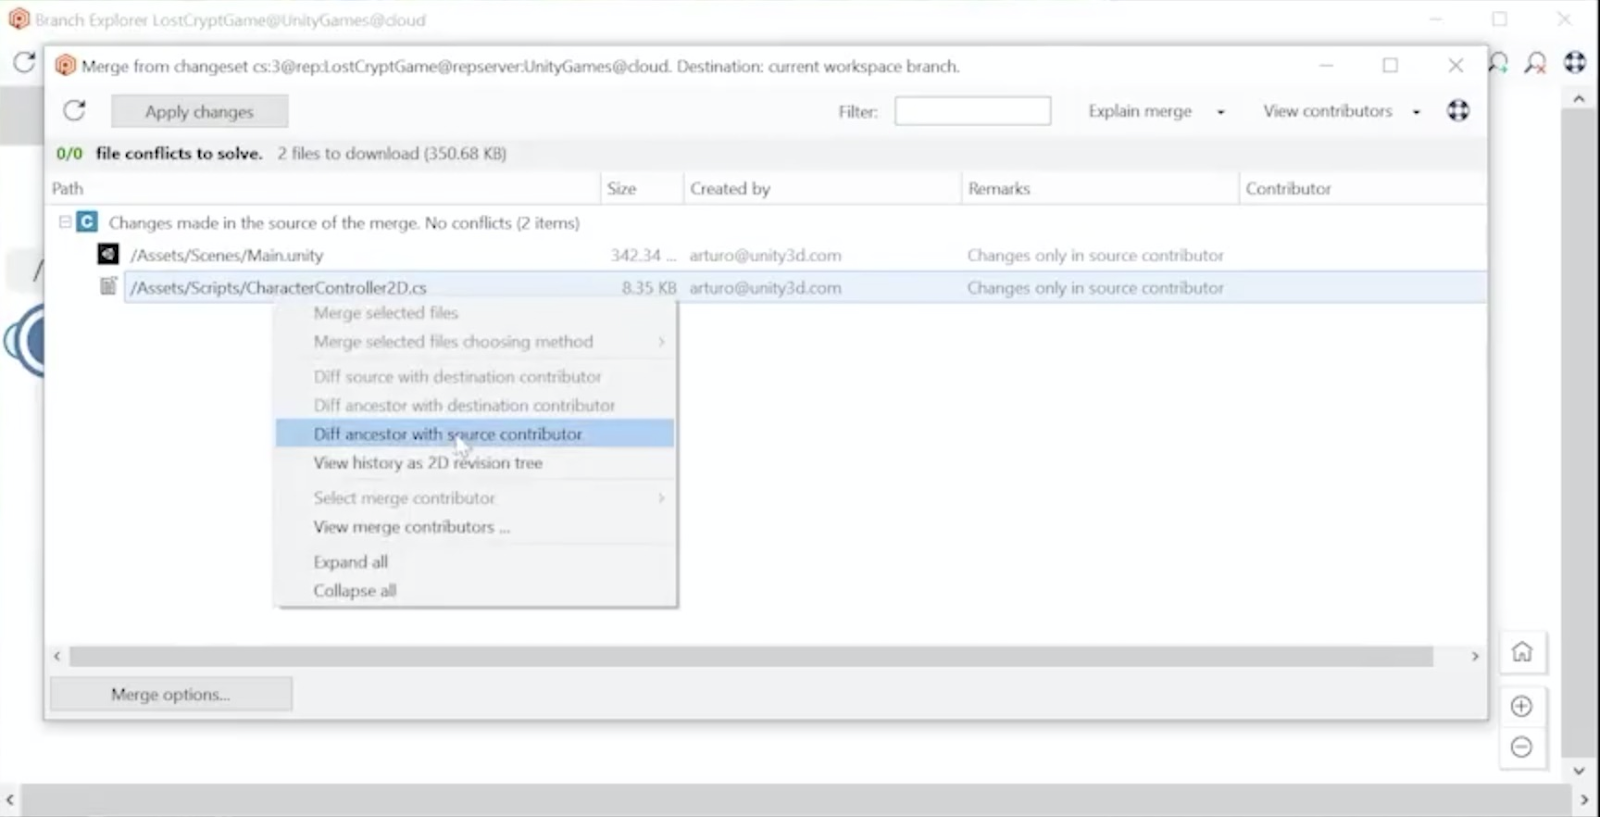 Branch Explorer LostCryptGame@UnityGames@cloud
Merge from changeset cs:3@rep:LostCryptGame@repserver:UnityGames@cloud. Destination: current workspace branch.
Apply changes Filter: Explain merge View contributors
0/0 file conflicts to solve. 2 files to download (350.68 KB)
Path Size Created by Remarks Contributor
C Changes made in the source of the merge. No conflicts (2 items)
/Assets/Scenes/Main.unity 342.34 ... arturo@unity3d.com Changes only in source contributor
/Assets/Scripts/CharacterController2D.cs 8.35 KB arturo@unity3d.com Changes only in source contributor
Merge selected files
Merge selected files choosing method
Diff source with destination contributor
Diff ancestor with destination contributor
Diff ancestor with source contributor
View history as 2D revision tree
Select merge contributor
View merge contributors ...
Expand all
Collapse all
Merge options...